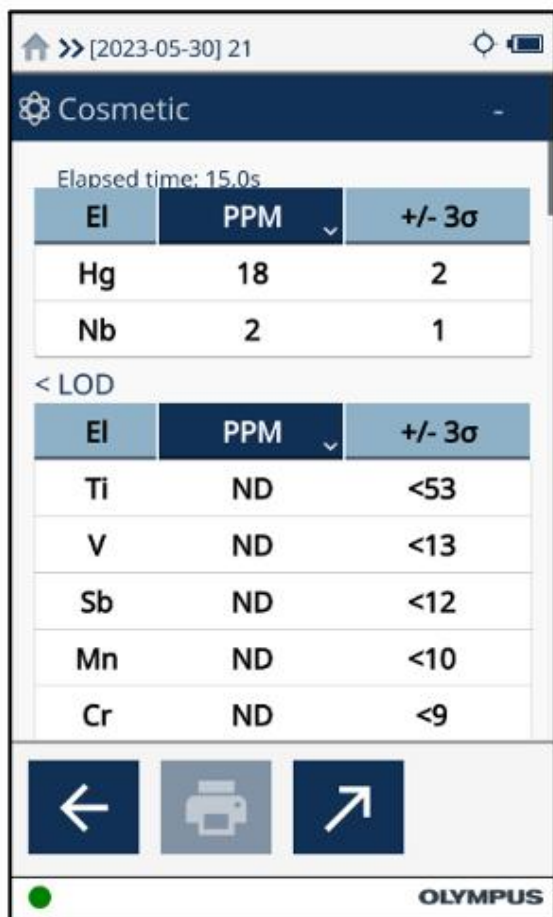 >> [2023-05-30] 21
Cosmetic -
Elapsed time: 15.0s
El PPM +/- 3σ
Hg 18 2
Nb 2 1
< LOD
El PPM +/- 3σ
Ti ND <53
V ND <13
Sb ND <12
Mn ND <10
Cr ND <9
OLYMPUS